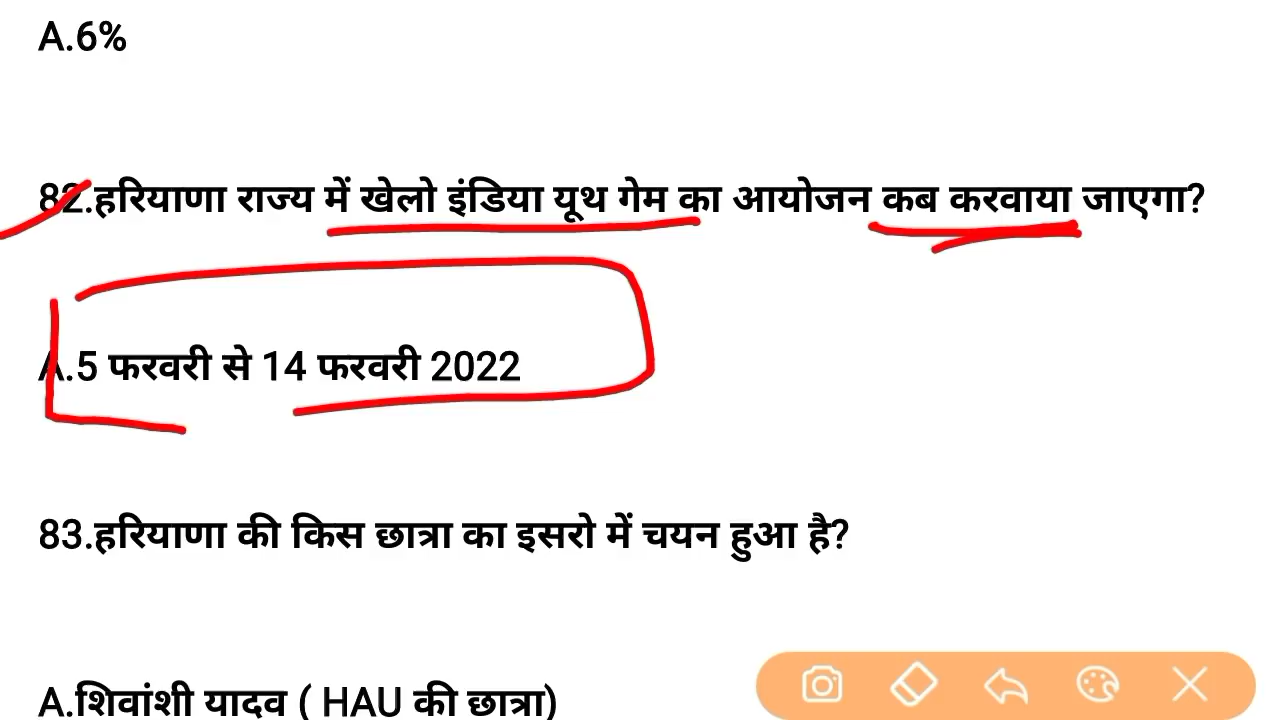 A.6%
82.हरियाणा राज्य में खेलो इंडिया यूथ गेम का आयोजन कब करवाया जाएगा?
A.5 फरवरी से 14 फरवरी 2022
83.हरियाणा की किस छात्रा का इसरो में चयन हुआ है?
A.शिवांशी यादव ( HAU की छात्रा)